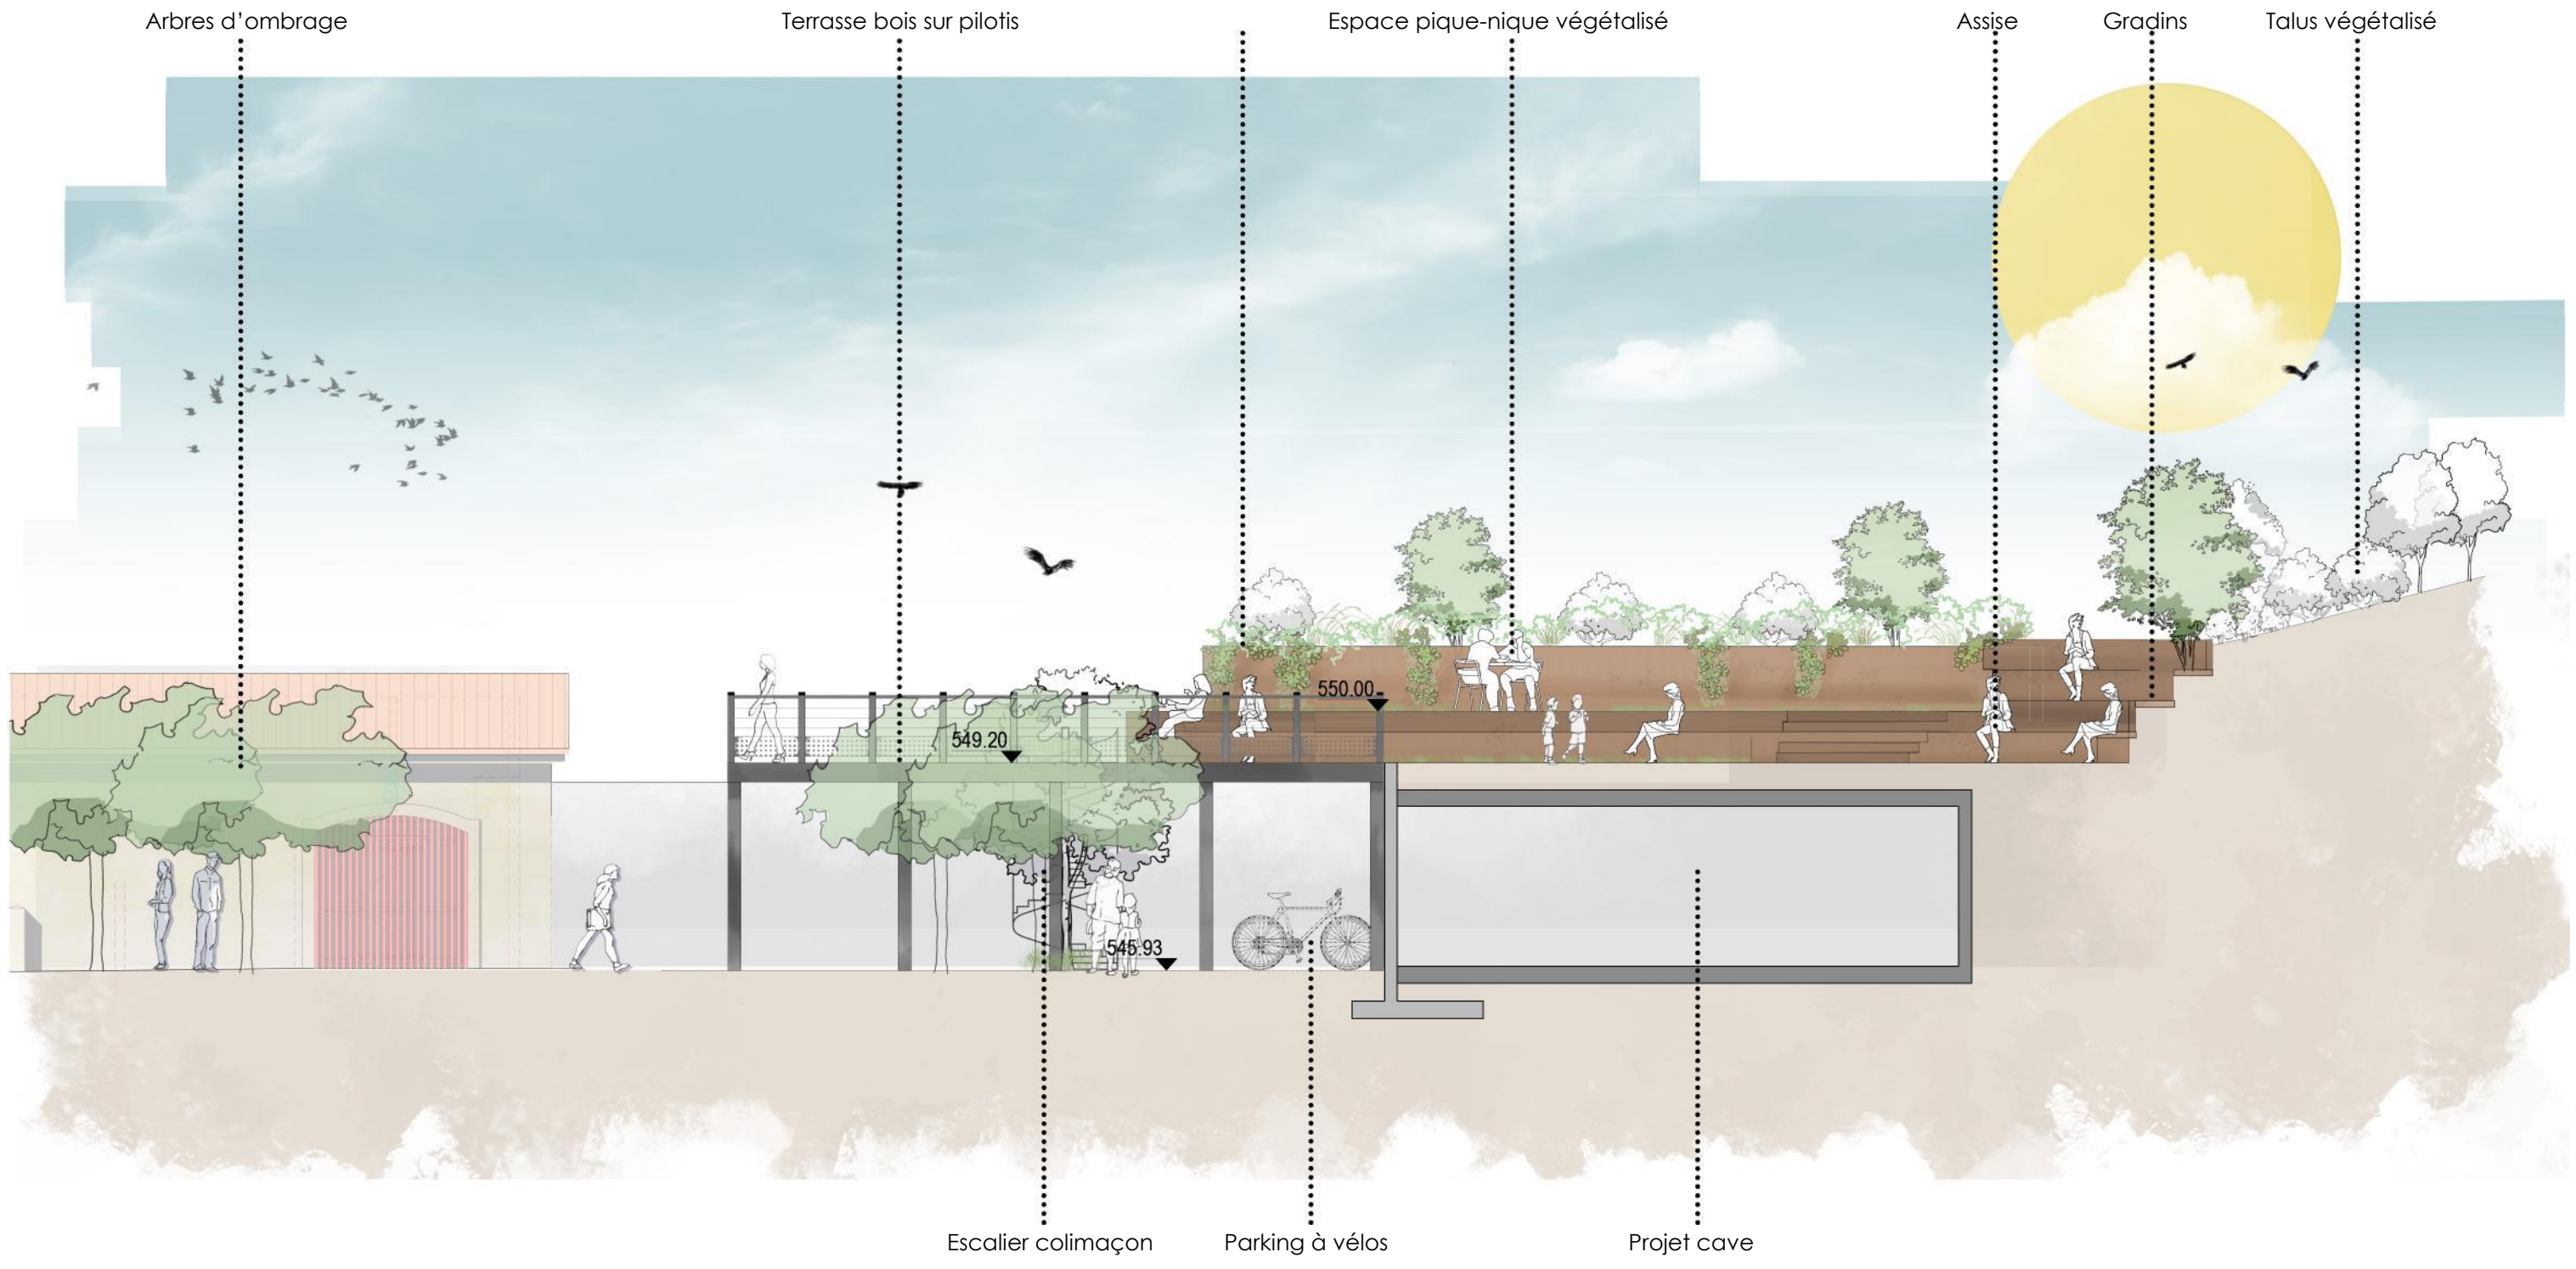 Arbres d'ombrage
Terrasse bois sur pilotis
Espace pique-nique végétalisé
Assise
Gradins
Talus végétalisé
550.00
549.20
545.93
Escalier colimaçon
Parking à vélos
Projet cave